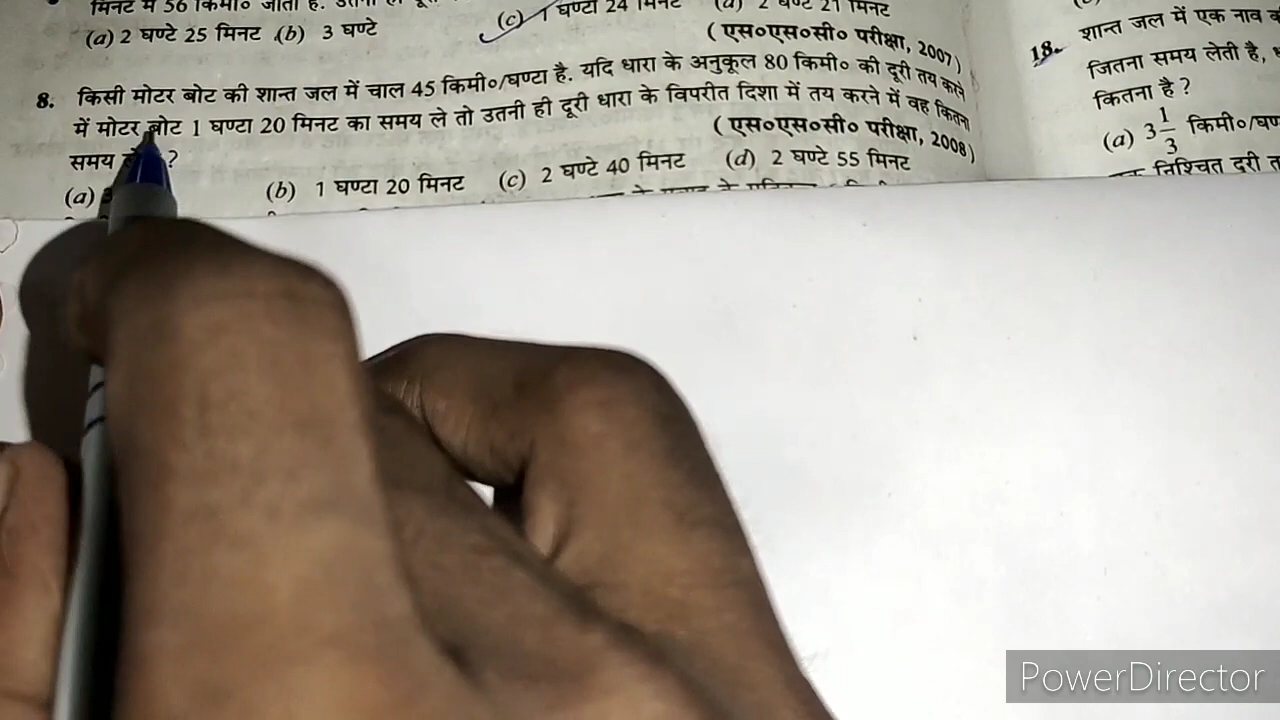 मिनट में 56 किमी० जाती है.
(a) 2 घण्टे 25 मिनट (b) 3 घण्टे
(c) 1 घण्टा 24 मिनट (d) 2 घण्टे 21 मिनट
(एस०एस०सी० परीक्षा, 2007)
8. किसी मोटर बोट की शान्त जल में चाल 45 किमी०/घण्टा है. यदि धारा के अनुकूल 80 किमी० की दूरी तय करने
में मोटर बोट 1 घण्टा 20 मिनट का समय ले तो उतनी ही दूरी धारा के विपरीत दिशा में तय करने में वह कितना
समय ?
(एस०एस०सी० परीक्षा, 2008)
(a) (b) 1 घण्टा 20 मिनट (c) 2 घण्टे 40 मिनट (d) 2 घण्टे 55 मिनट
18. शान्त जल में एक नाव
जितना समय लेती है,
कितना है ?
(a) 3 1/3 किमी०/घण
निश्चित दूरी
PowerDirector